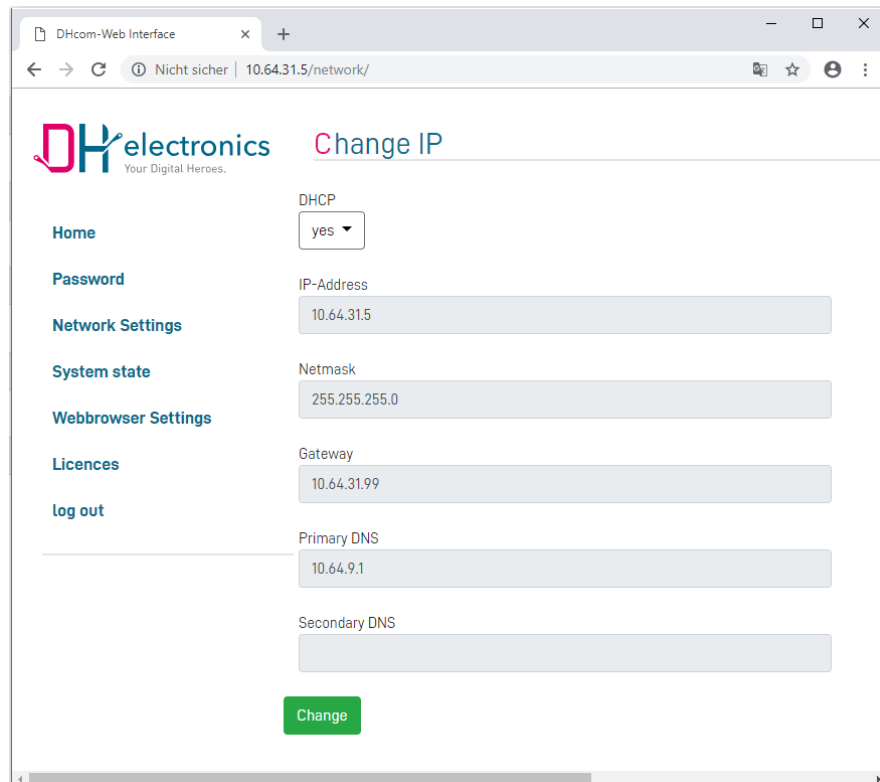 DHcom-Web Interface
Nicht sicher
10.64.31.5/network/
DH electronics
Your Digital Heroes.
Change IP
Home
Password
Network Settings
System state
Webbrowser Settings
Licences
log out
DHCP
yes
IP-Address
10.64.31.5
Netmask
255.255.255.0
Gateway
10.64.31.99
Primary DNS
10.64.9.1
Secondary DNS
Change